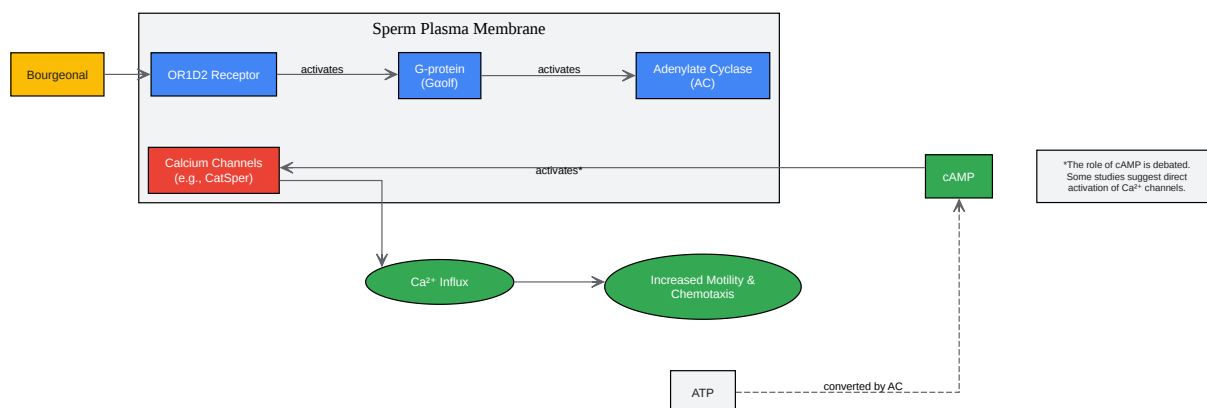 Sperm Plasma Membrane
Bourgeonal
OR1D2 Receptor
activates
G-protein
(Gαolf)
activates
Adenylate Cyclase
(AC)
Calcium Channels
(e.g., CatSper)
activates*
cAMP
*The role of cAMP is debated.
Some studies suggest direct
activation of Ca²⁺ channels.
Ca²⁺ Influx
Increased Motility &
Chemotaxis
ATP
converted by AC